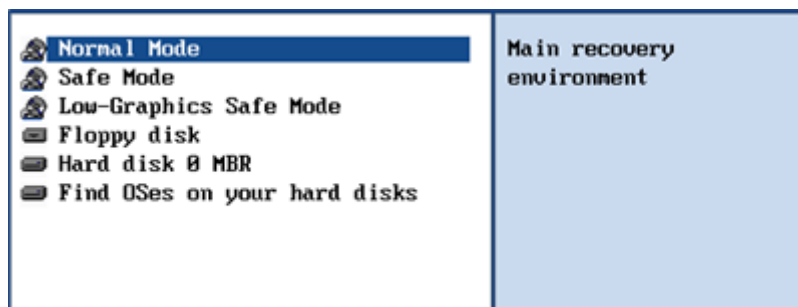 Normal Mode
Safe Mode
Low-Graphics Safe Mode
Floppy disk
Hard disk 0 MBR
Find OSes on your hard disks
Main recovery
environment